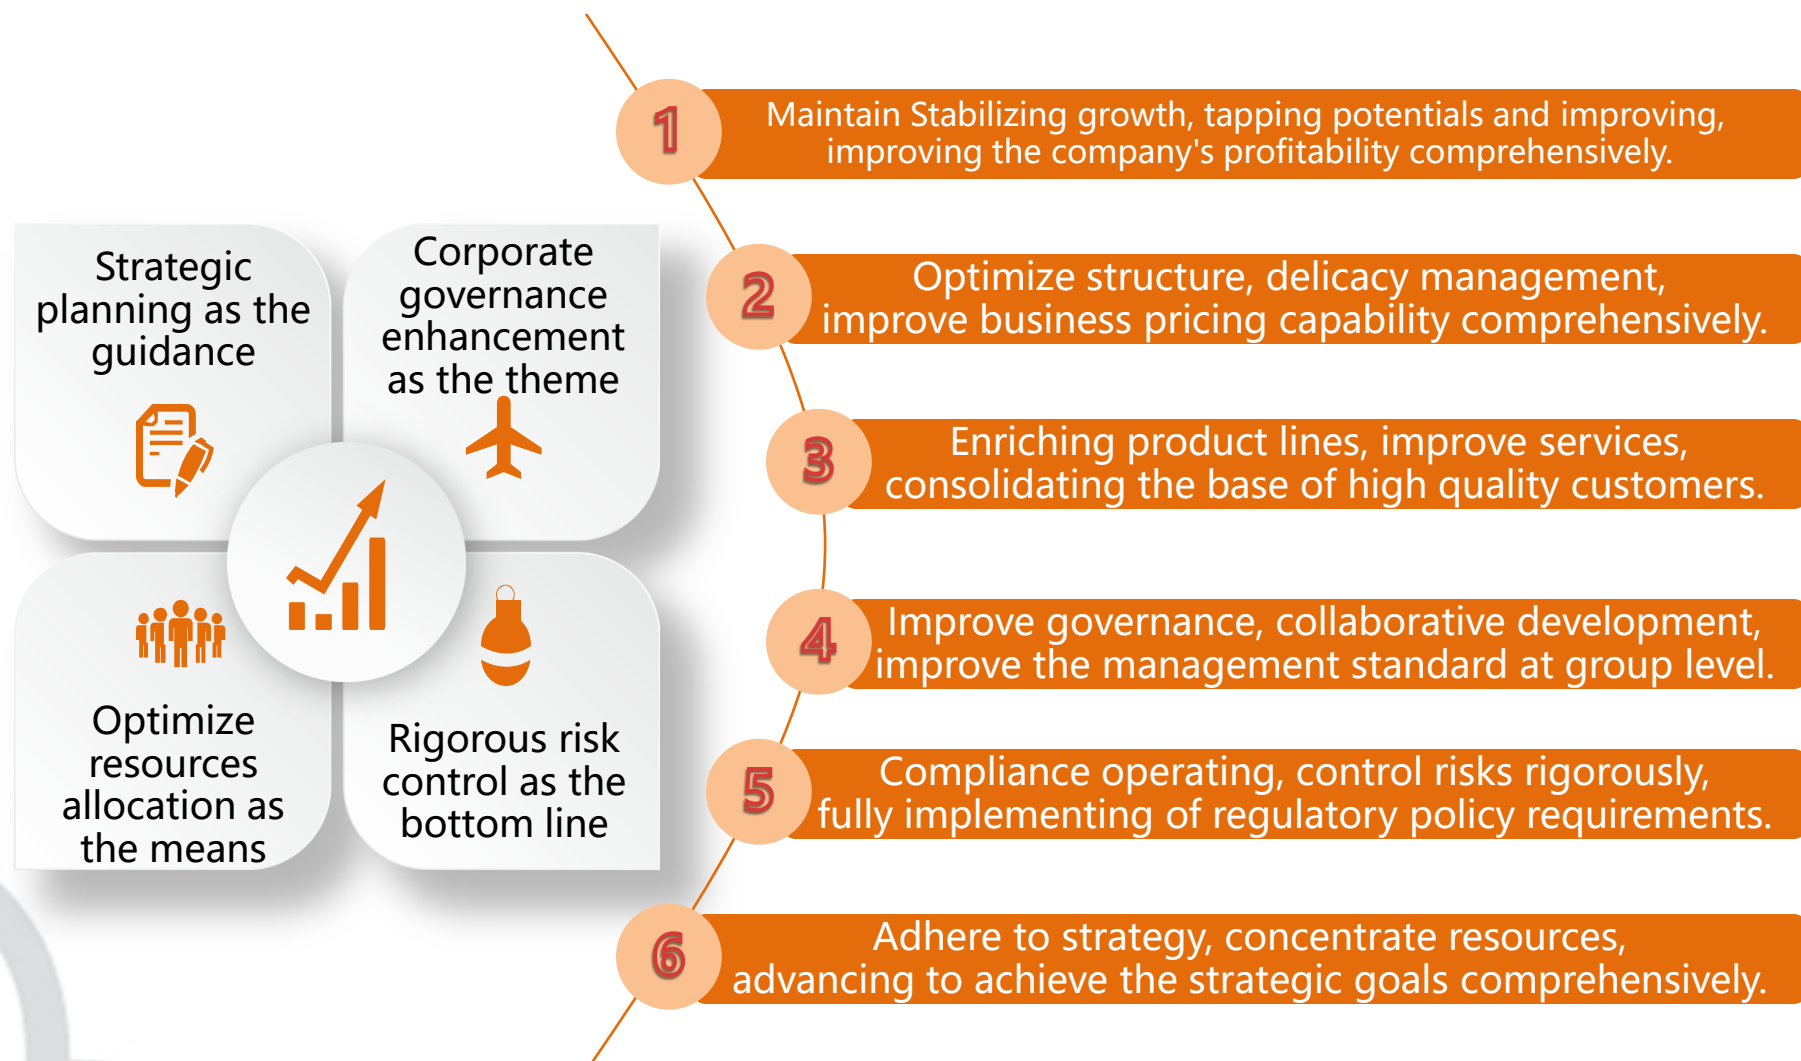 Strategic
planning as the
guidance
Corporate
governance
enhancement
as the theme
Optimize
resources
allocation as
the means
Rigorous risk
control as the
bottom line
1
Maintain Stabilizing growth, tapping potentials and improving,
improving the company's profitability comprehensively.
2
Optimize structure, delicacy management,
improve business pricing capability comprehensively.
3
Enriching product lines, improve services,
consolidating the base of high quality customers.
4
Improve governance, collaborative development,
improve the management standard at group level.
5
Compliance operating, control risks rigorously,
fully implementing of regulatory policy requirements.
6
Adhere to strategy, concentrate resources,
advancing to achieve the strategic goals comprehensively.